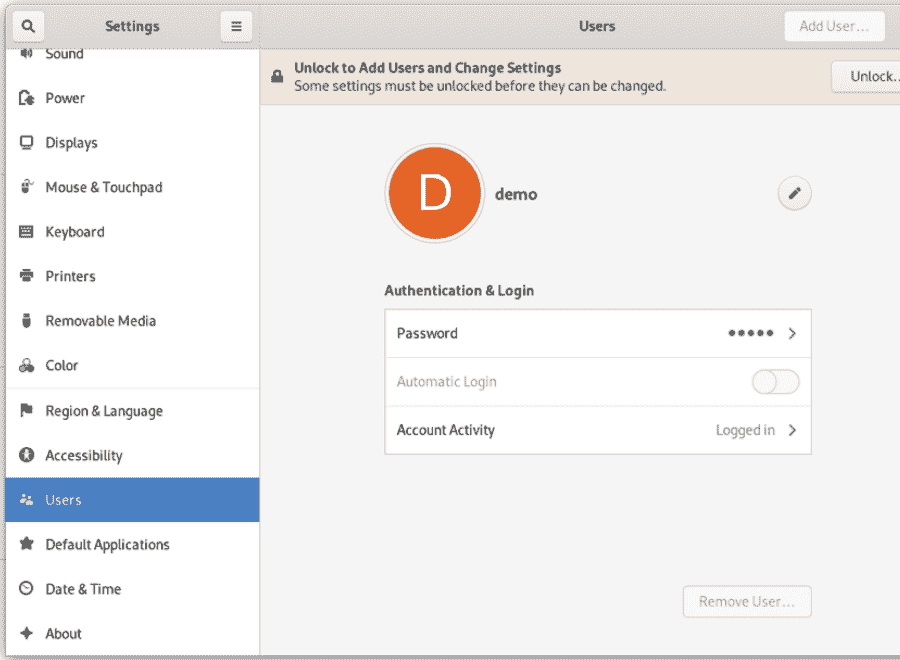 Settings
Users
Add User...
Sound
Power
Displays
Mouse & Touchpad
Keyboard
Printers
Removable Media
Color
Region & Language
Accessibility
Users
Default Applications
Date & Time
About
Unlock to Add Users and Change Settings
Some settings must be unlocked before they can be changed.
Unlock..
D
demo
Authentication & Login
Password •••••
Automatic Login
Account Activity Logged in
Remove User...